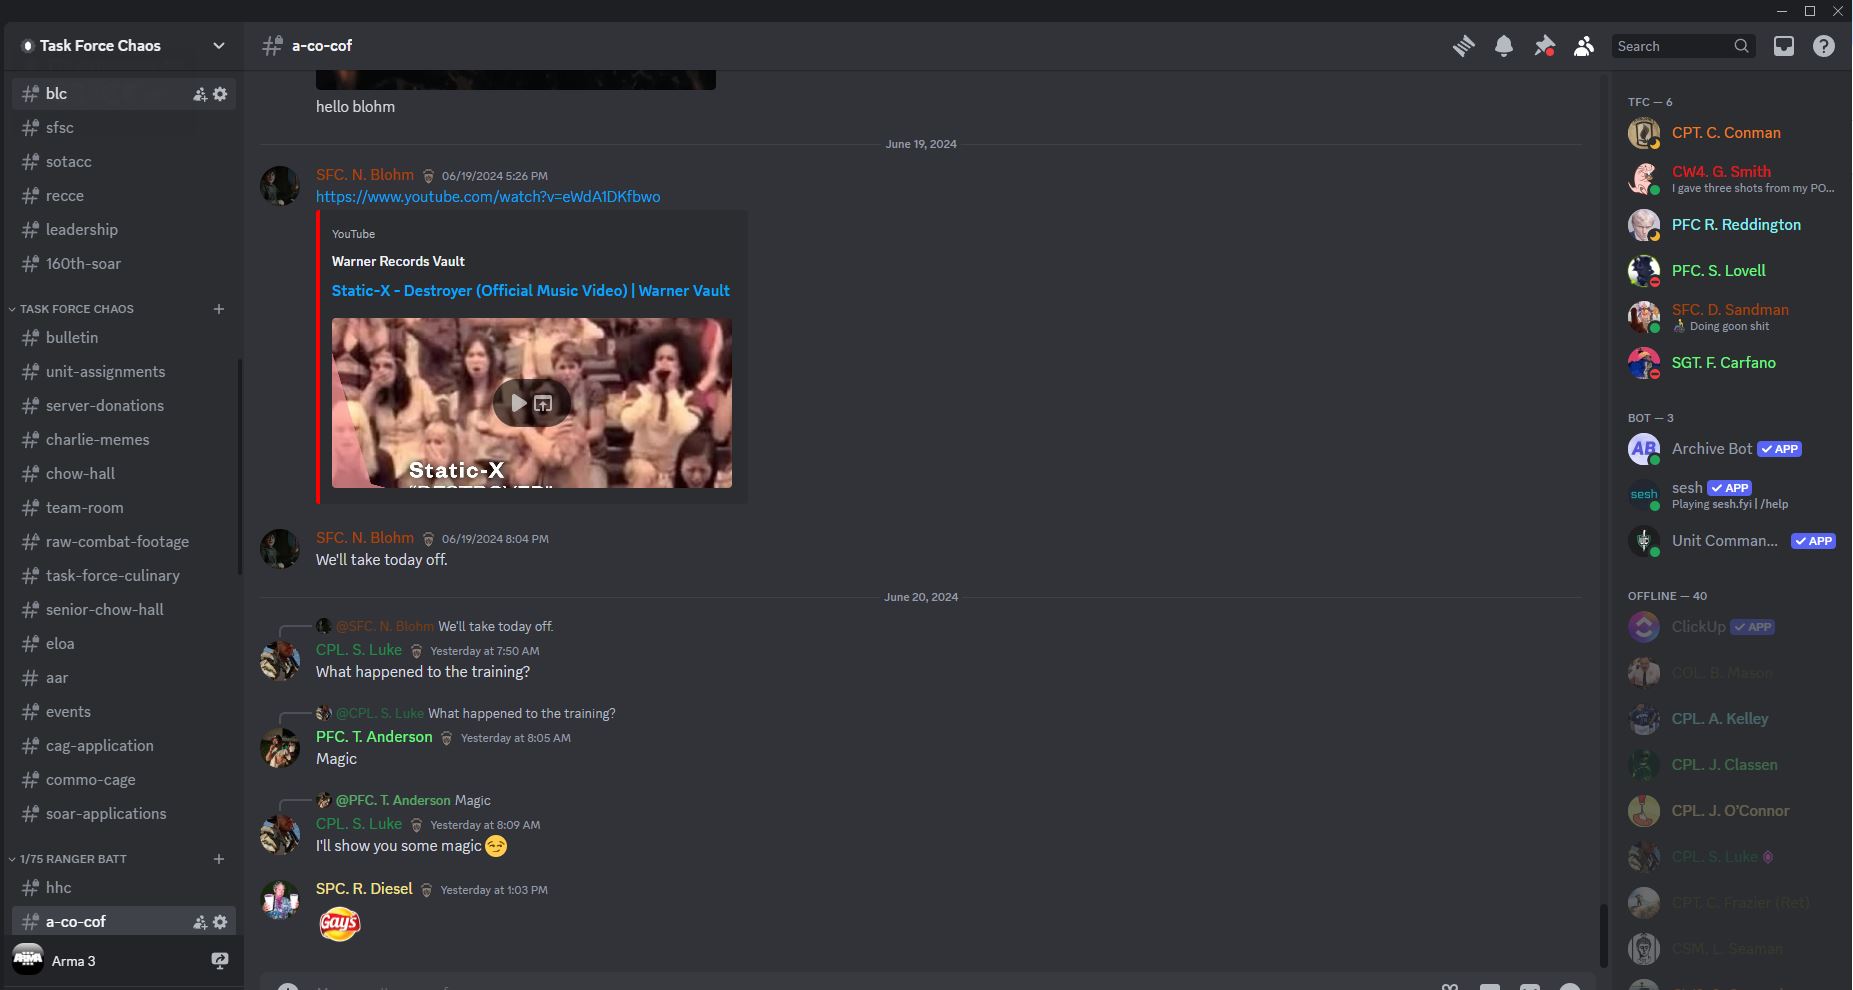 Task Force Chaos
blc
sfsc
sotacc
recce
leadership
160th-soar
TASK FORCE CHAOS
bulletin
unit-assignments
server-donations
charlie-memes
chow-hall
team-room
raw-combat-footage
task-force-culinary
senior-chow-hall
eloa
aar
events
cag-application
commo-cage
soar-applications
1/75 RANGER BATT
hhc
a-co-cof
ARMA
Arma 3
a-co-cof
Search
hello blohm
June 19, 2024
SFC. N. Blohm 06/19/2024 5:26 PM
https://www.youtube.com/watch?v=eWdA1DKfbwo
YouTube
Warner Records Vault
Static-X - Destroyer (Official Music Video) | Warner Vault
Static-X
"DESTROYER"
SFC. N. Blohm 06/19/2024 8:04 PM
We'll take today off.
June 20, 2024
@SFC. N. Blohm We'll take today off.
CPL. S. Luke Yesterday at 7:50 AM
What happened to the training?
@CPL. S. Luke What happened to the training?
PFC. T. Anderson Yesterday at 8:05 AM
Magic
@PFC. T. Anderson Magic
CPL. S. Luke Yesterday at 8:09 AM
I'll show you some magic 😏
SPC. R. Diesel Yesterday at 1:03 PM
Gays
TFC — 6
CPT. C. Conman
CW4. G. Smith
I gave three shots from my PO...
PFC R. Reddington
PFC. S. Lovell
SFC. D. Sandman
Doing goon shit
SGT. F. Carfano
BOT — 3
AB
Archive Bot ✓ APP
sesh
sesh ✓ APP
Playing sesh.fyi | /help
UC
Unit Comman... ✓ APP
OFFLINE — 40
ClickUp ✓ APP
COL. B. Mason
CPL. A. Kelley
CPL. J. Classen
CPL. J. O'Connor
CPL. S. Luke
CPT. C. Frazier (Ret)
CSM. L. Seaman